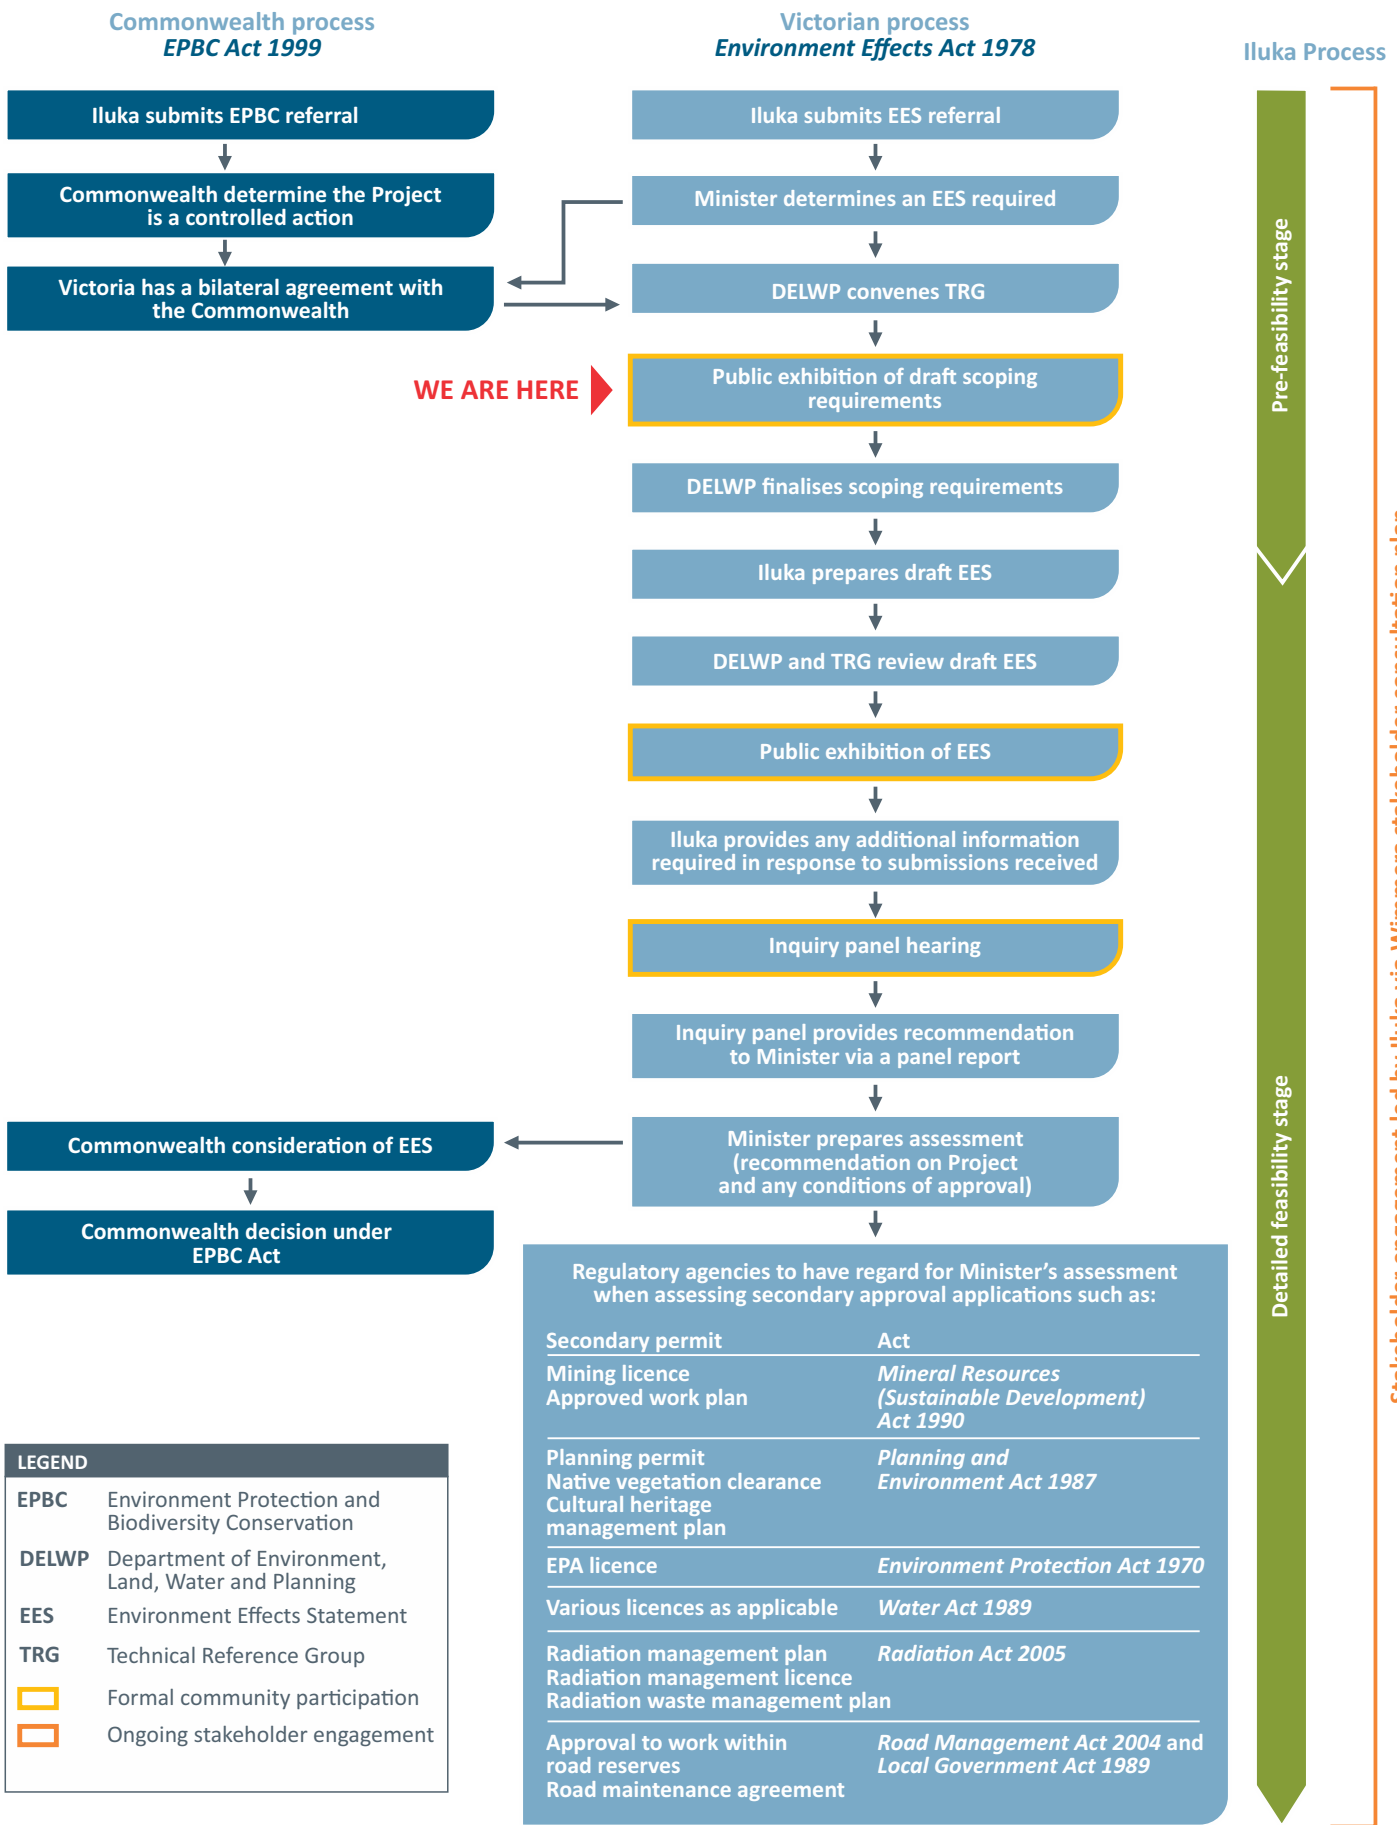 Commonwealth process
EPBC Act 1999
Victorian process
Environment Effects Act 1978
Iluka Process
Iluka submits EPBC referral
Commonwealth determine the Project
is a controlled action
Victoria has a bilateral agreement with
the Commonwealth
Iluka submits EES referral
Minister determines an EES required
DELWP convenes TRG
WE ARE HERE
Public exhibition of draft scoping
requirements
DELWP finalises scoping requirements
Iluka prepares draft EES
DELWP and TRG review draft EES
Public exhibition of EES
Iluka provides any additional information
required in response to submissions received
Inquiry panel hearing
Inquiry panel provides recommendation
to Minister via a panel report
Minister prepares assessment
(recommendation on Project
and any conditions of approval)
Commonwealth consideration of EES
Commonwealth decision under
EPBC Act
Regulatory agencies to have regard for Minister’s assessment
when assessing secondary approval applications such as:
Secondary permit Act
Mining licence Mineral Resources
Approved work plan (Sustainable Development)
Act 1990
Planning permit Planning and
Native vegetation clearance Environment Act 1987
Cultural heritage
management plan
EPA licence Environment Protection Act 1970
Various licences as applicable Water Act 1989
Radiation management plan Radiation Act 2005
Radiation management licence
Radiation waste management plan
Approval to work within Road Management Act 2004 and
road reserves Local Government Act 1989
Road maintenance agreement
Pre-feasibility stage
Detailed feasibility stage
Stakeholder engagement led by Iluka via Wimmera stakeholder consultation plan
LEGEND
EPBC Environment Protection and
Biodiversity Conservation
DELWP Department of Environment,
Land, Water and Planning
EES Environment Effects Statement
TRG Technical Reference Group
Formal community participation
Ongoing stakeholder engagement